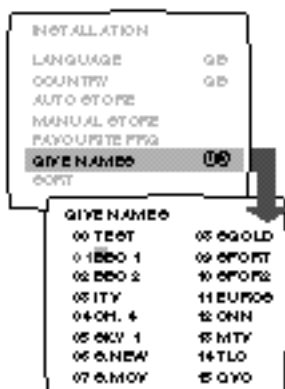 INSTALLATION
LANGUAGE GB
COUNTRY GB
AUTO STORE
MANUAL STORE
FAVOURITE PRG
GIVE NAMES
SORT
GIVE NAMES
00 TEST
01 BBC 1
02 BBC 2
03 ITV
04 CH. 4
05 SKY 1
06 S.NEW
07 S.MOV
08 SGOLD
09 SPORT
10 SPOR2
11 EUROS
12 CNN
13 MTV
14 TLC
15 QVC